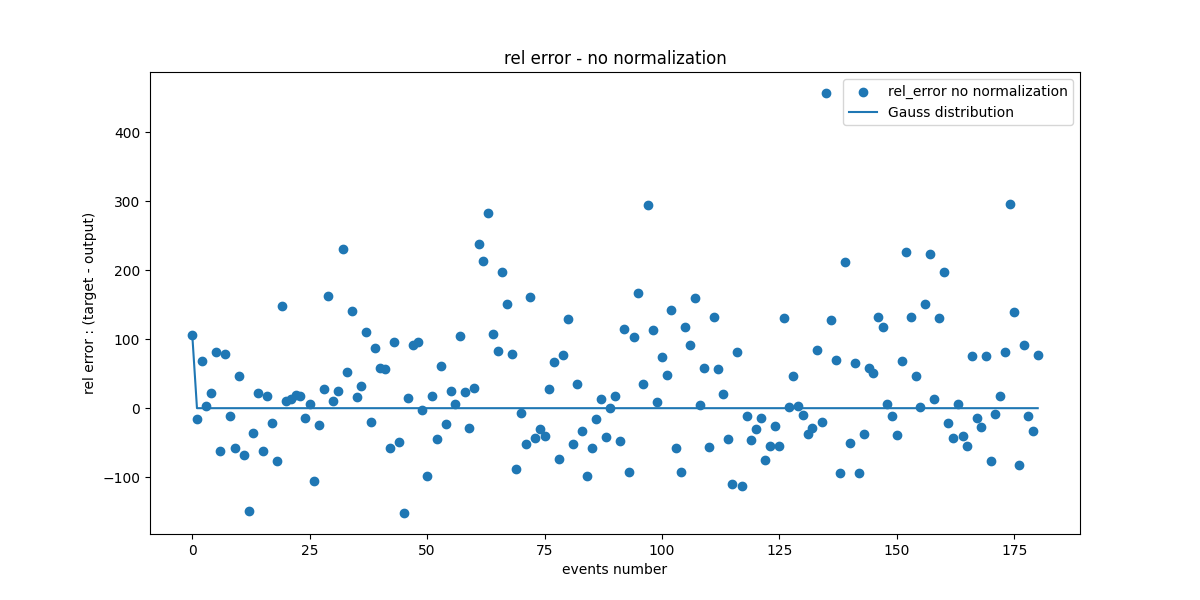 rel error - no normalization
rel_error no normalization
Gauss distribution
rel error : (target - output)
400
300
200
100
0
−100
0
25
50
75
100
125
150
175
events number